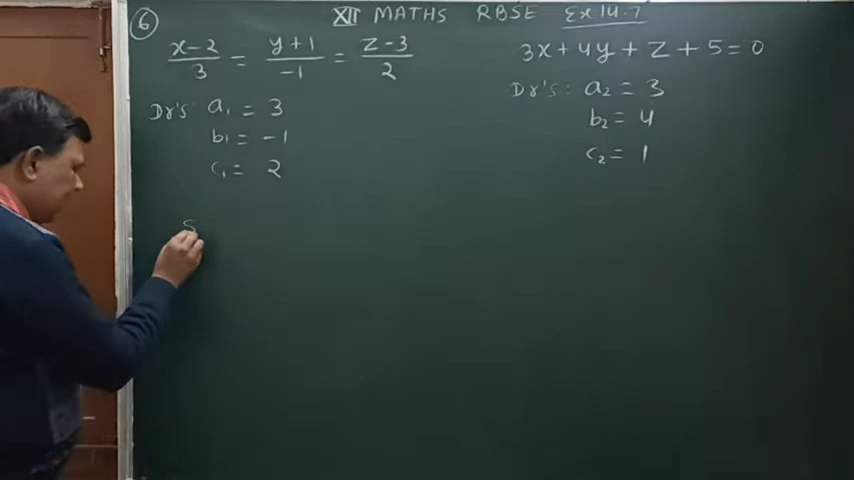 6 XII MATHS RBSE Ex 14.7
x-2/3 = y+1/-1 = z-3/2
3x+4y+z+5=0
Dr's: a₁ = 3
b₁ = -1
c₁ = 2
Dr's: a₂ = 3
b₂ = 4
c₂ = 1
S